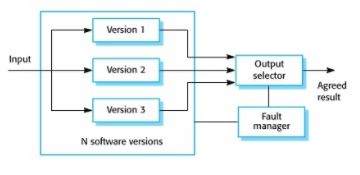 Input
Version 1
Version 2
Version 3
N software versions
Output
selector
Agreed
result
Fault
manager